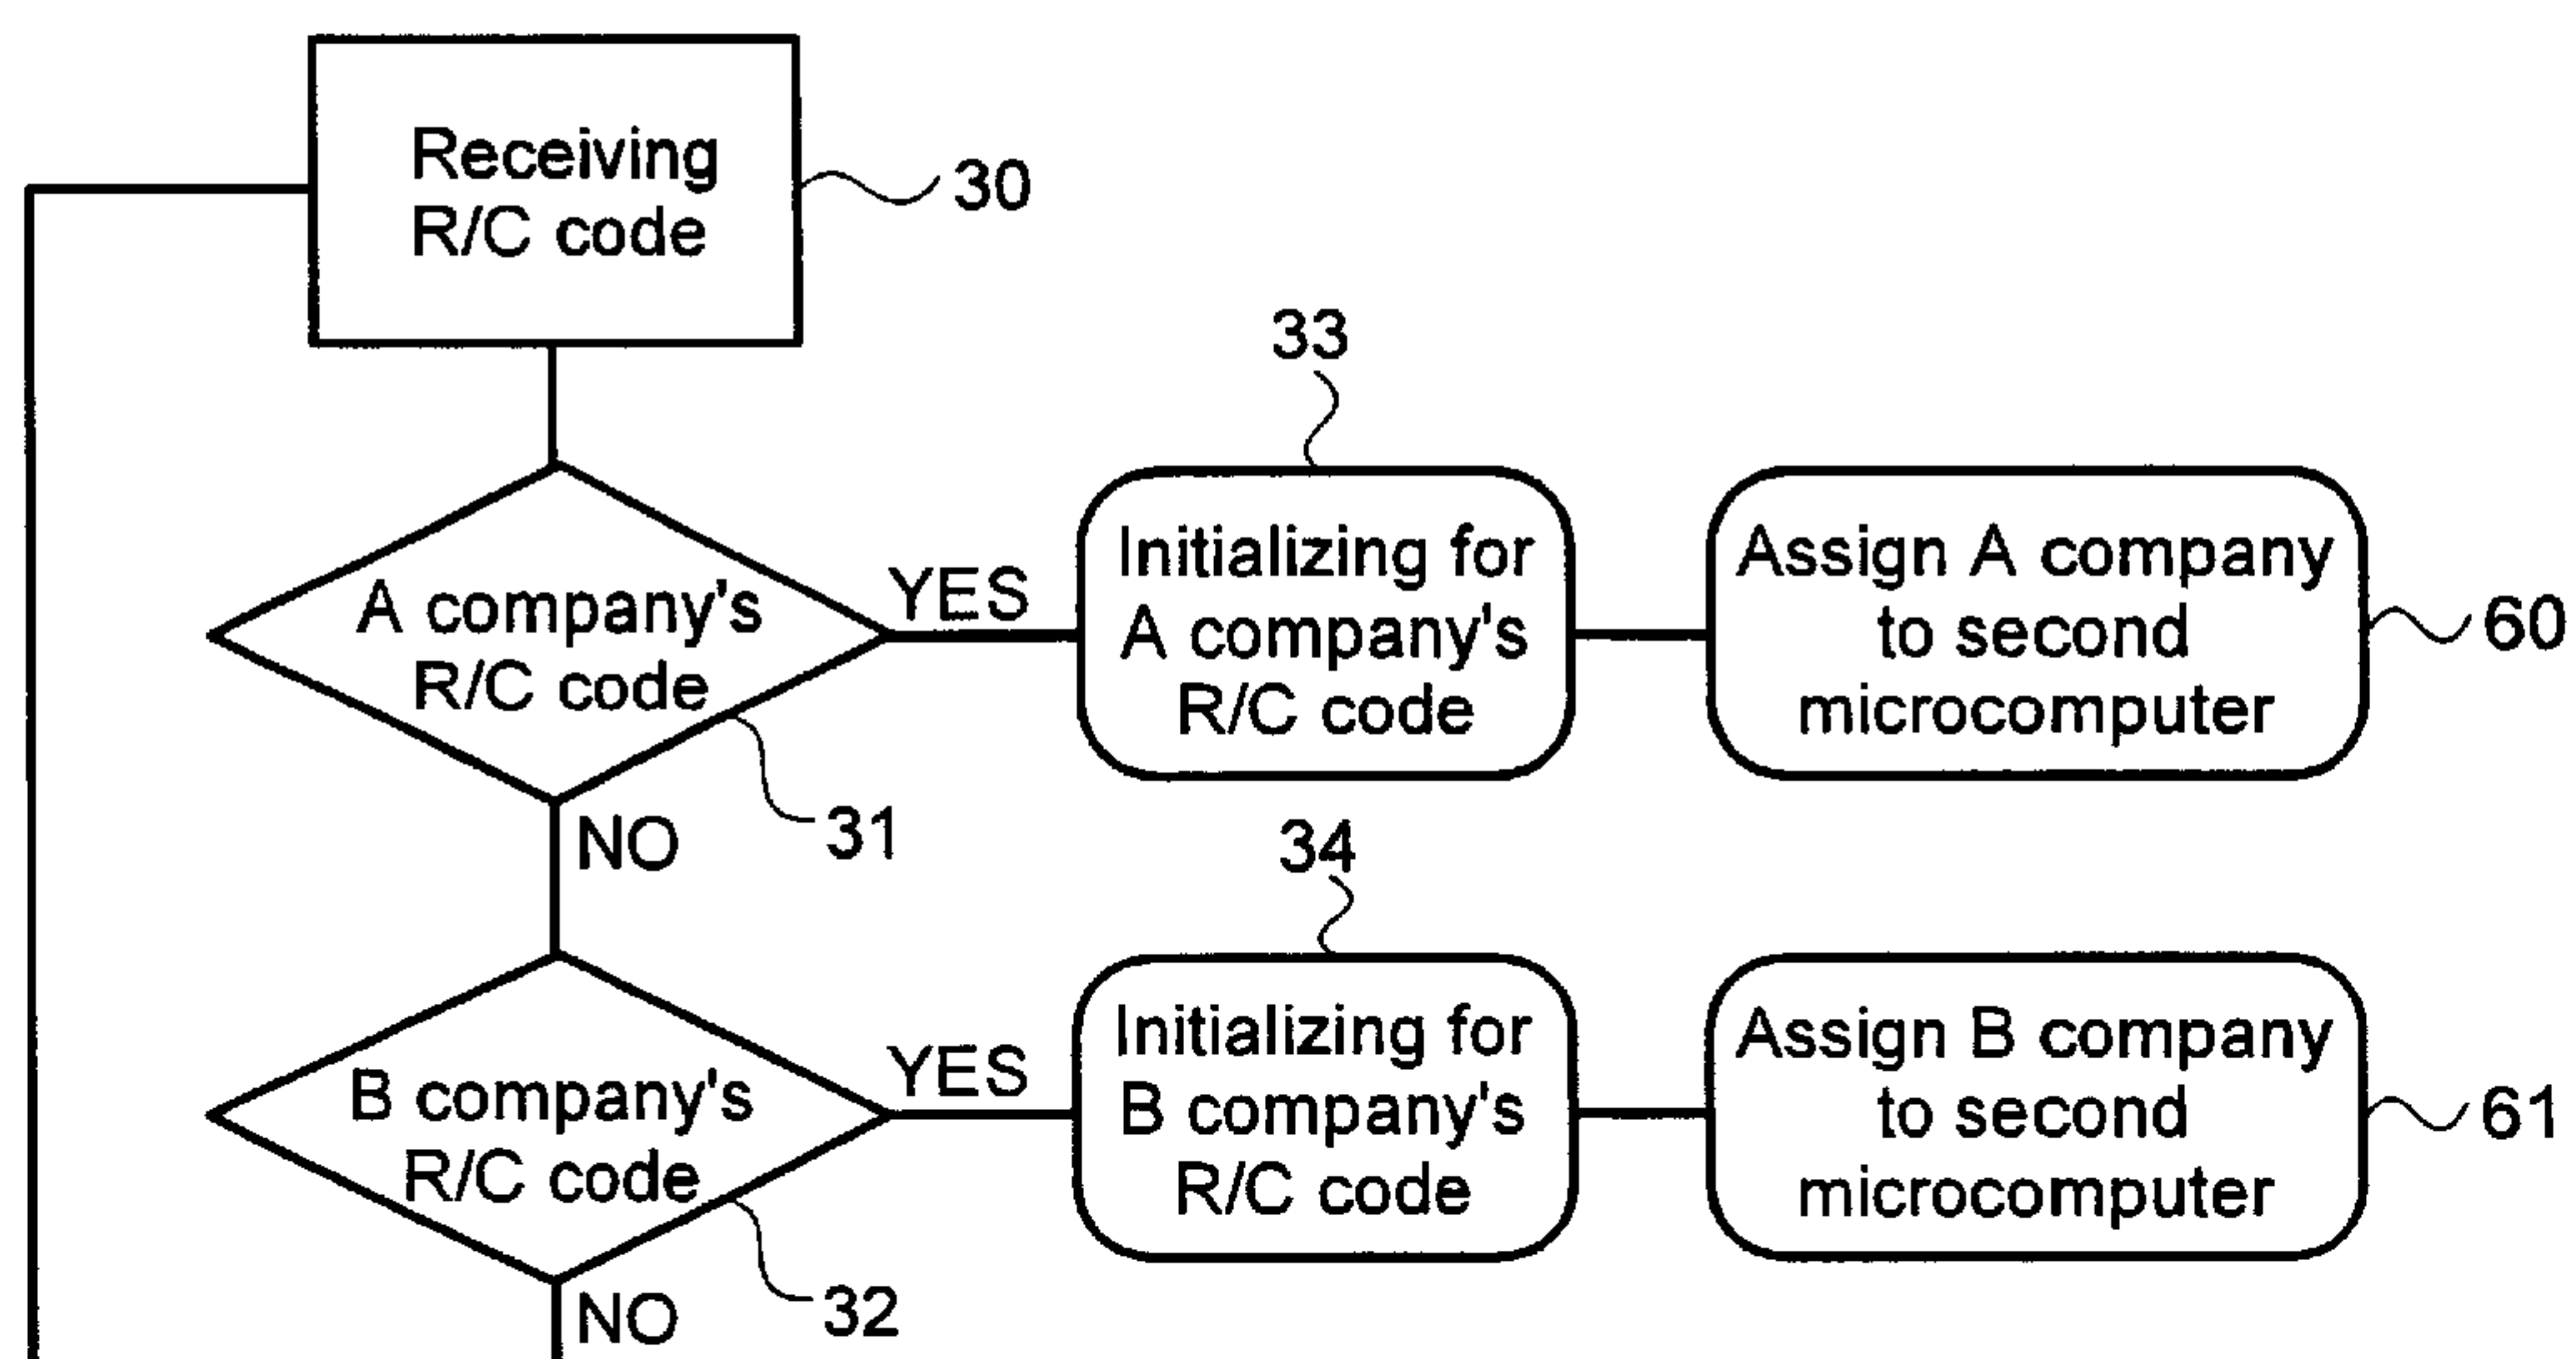 Receiving
R/C code
30
33
A company's
R/C code
YES
31
NO
Initializing for
A company's
R/C code
Assign A company
to second
microcomputer
60
34
B company's
R/C code
YES
32
NO
Initializing for
B company's
R/C code
Assign B company
to second
microcomputer
61